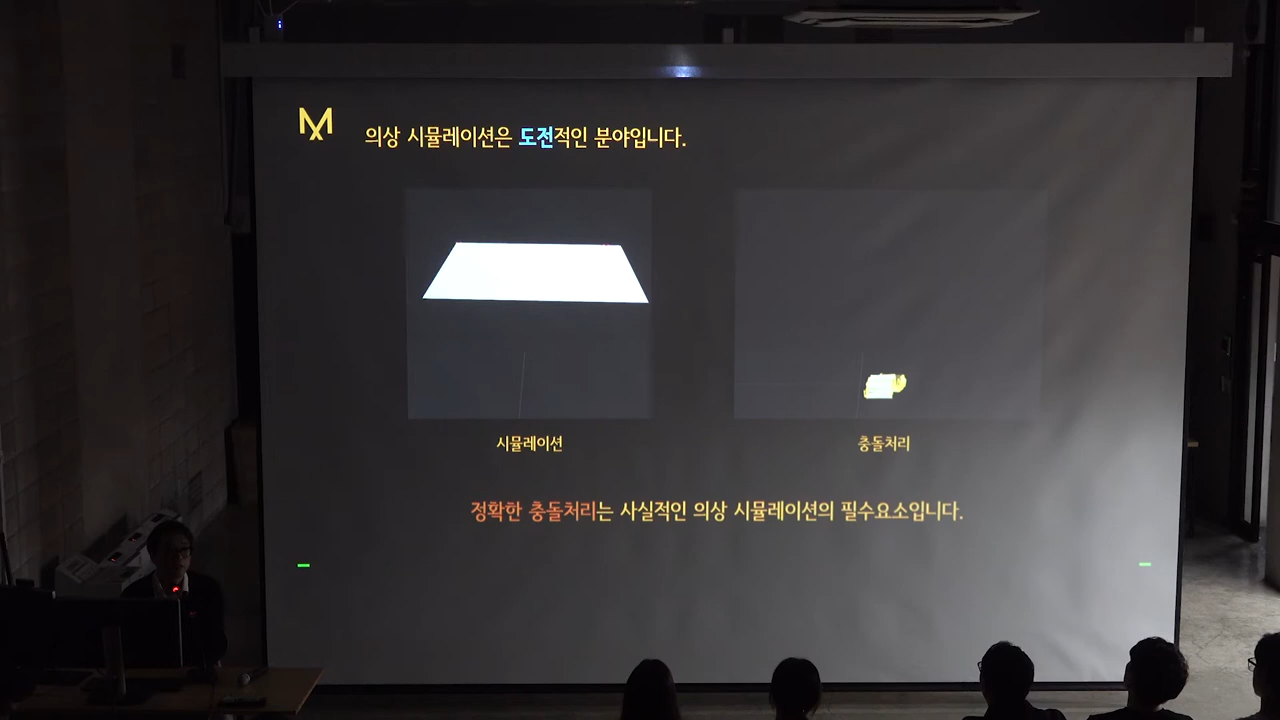 의상 시뮬레이션은 도전적인 분야입니다.
시뮬레이션
충돌처리
정확한 충돌처리는 사실적인 의상 시뮬레이션의 필수요소입니다.